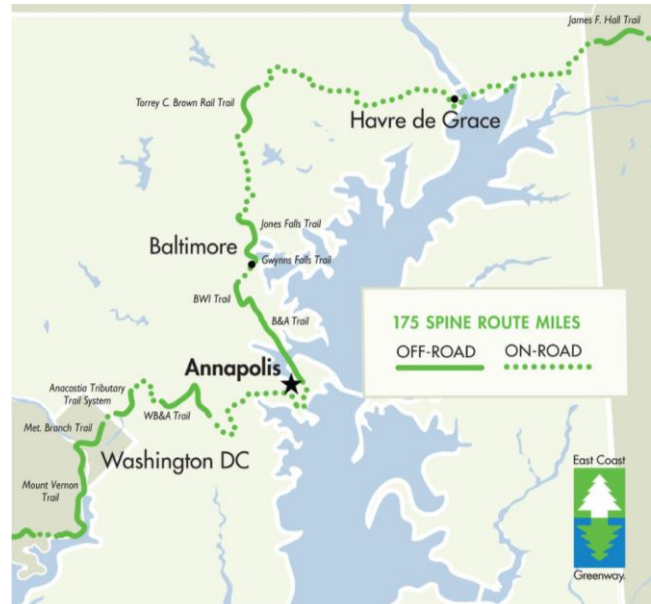 James F. Hall Trail
Torrey C. Brown Rail Trail
Havre de Grace
Jones Falls Trail
Baltimore
Gwynns Falls Trail
BWI Trail
B&A Trail
175 SPINE ROUTE MILES
OFF-ROAD
ON-ROAD
Annapolis
Anacostia Tributary
Trail System
WB&A Trail
Met. Branch Trail
Washington DC
Mount Vernon
Trail
East Coast
Greenway.